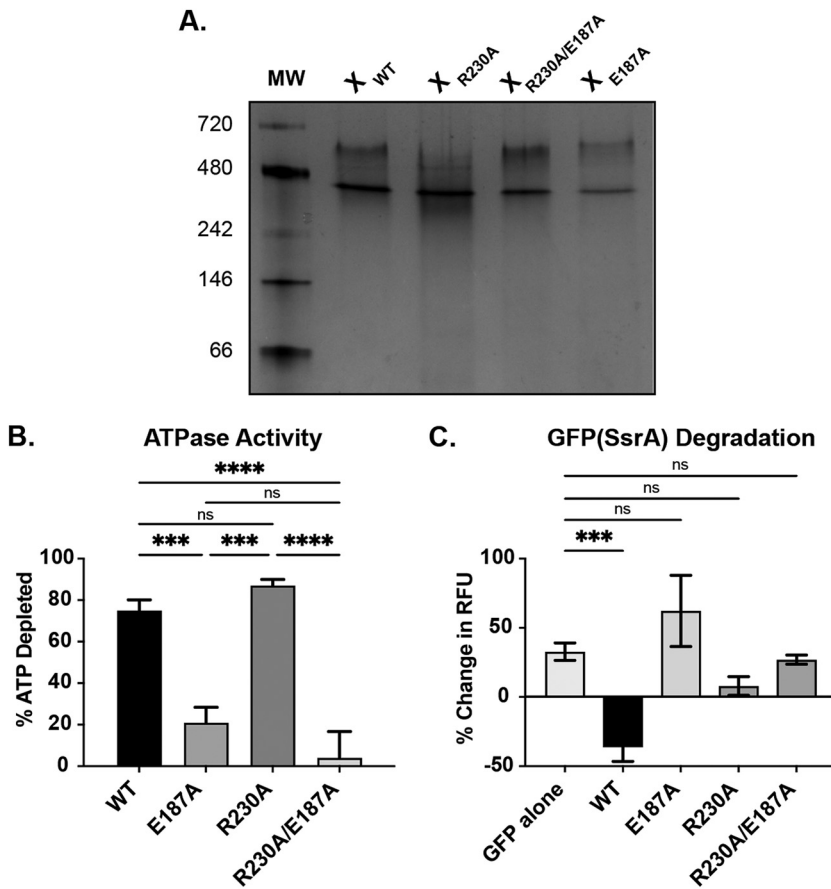 A.
MW X WT X R230A X R230A/E187A X E187A
720
480
242
146
66
B.
ATPase Activity
****
ns
ns
*** *** ****
% ATP Depleted
100
80
60
40
20
0
WT E187A R230A R230A/E187A
C.
GFP(SsrA) Degradation
ns
ns
ns
***
% Change in RFU
100
50
0
-50
GFP alone WT E187A R230A R230A/E187A